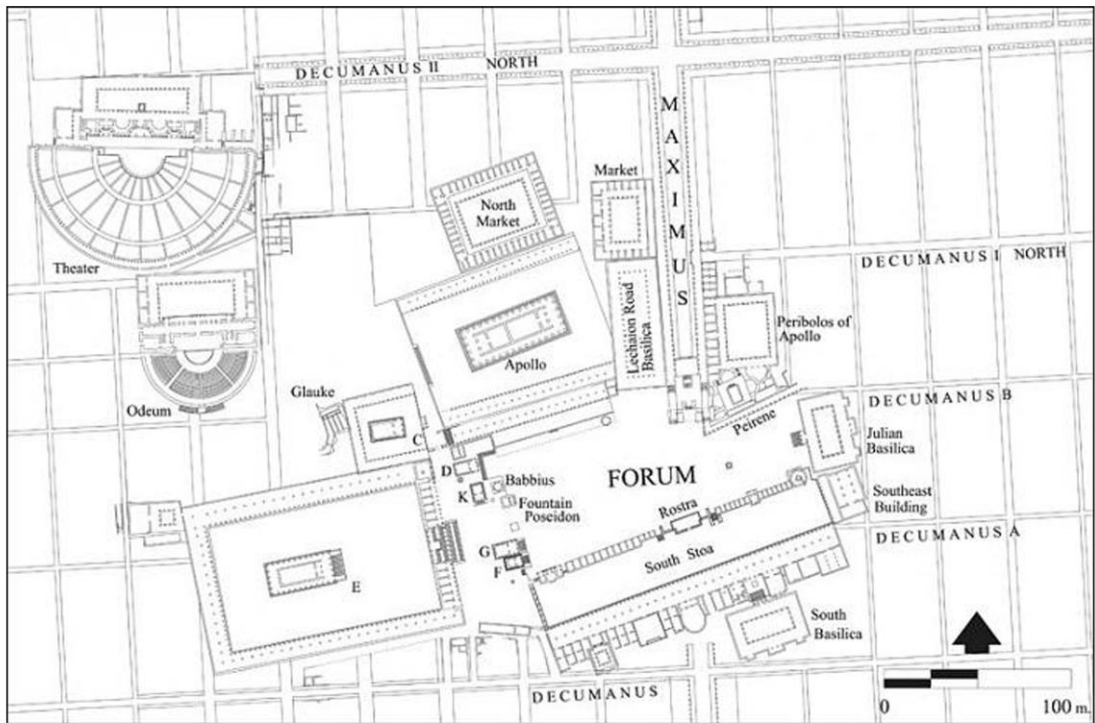 DECUMANUS II NORTH
MAXIMUS
Market
North
Market
Theater
DECUMANUS I NORTH
Lechaion Road
Basilica
Peribolos of
Apollo
Apollo
Glauke
Odeum
C
DECUMANUS B
Peirene
Julian
Basilica
D
K
Babbius
FORUM
Fountain
Poseidon
Southeast
Building
Rostra
G
F
South Stoa
DECUMANUS A
E
South
Basilica
DECUMANUS
0
100 m.